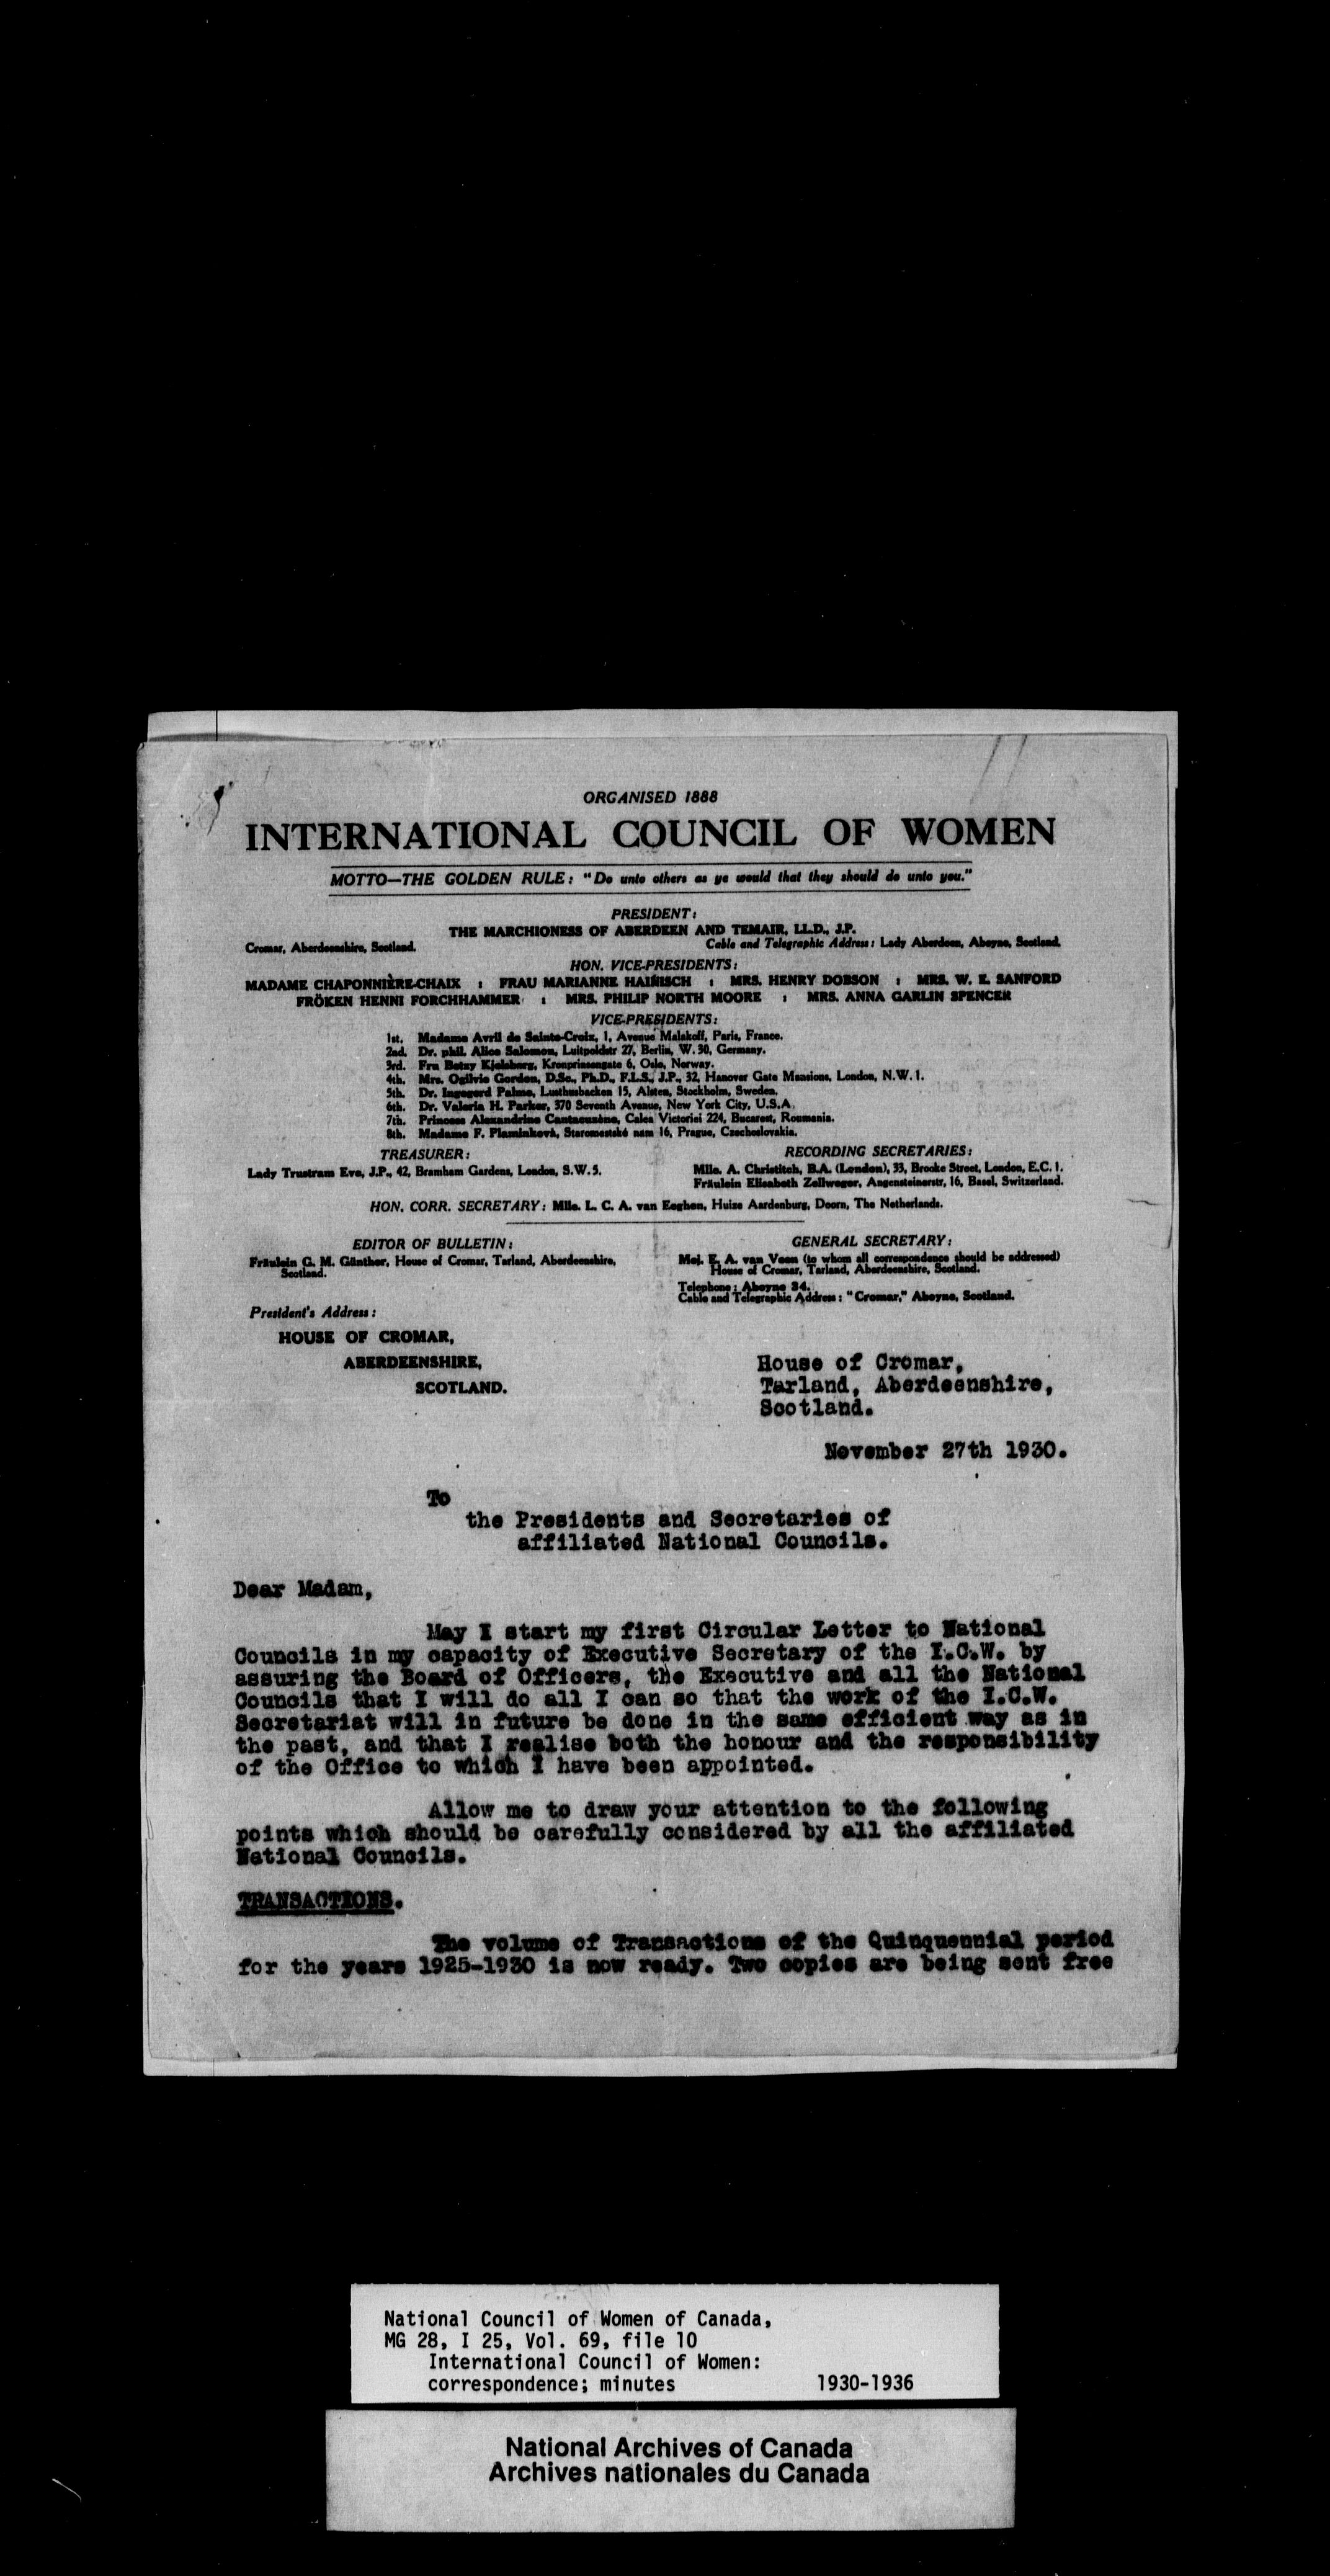 ORGANISED 1888
INTERNATIONAL COUNCIL OF WOMEN
MOTTO—THE GOLDEN RULE: "Do unto others as ye would that they should do unto you."
PRESIDENT:
THE MARCHIONESS OF ABERDEEN AND TEMAIR, LL.D., J.P.
Cromar, Aberdeenshire, Scotland. Cable and Telegraphic Address: Lady Aberdeen, Aboyne, Scotland.
HON. VICE-PRESIDENTS:
MADAME CHAPONNIÈRE-CHAIX : FRAU MARIANNE HAINISCH : MRS. HENRY DOBSON : MRS. W. E. SANFORD
FRÖKEN HENNI FORCHHAMMER : MRS. PHILIP NORTH MOORE : MRS. ANNA GARLIN SPENCER
VICE-PRESIDENTS:
1st. Madame Avril de Sainte-Croix, 1, Avenue Malakoff, Paris, France.
2nd. Dr. phil. Alice Salomon, Luitpoldstr 27, Berlin, W.30, Germany.
3rd. Fru Betzy Kjelsberg, Kronprinsengate 6, Oslo, Norway.
4th. Mrs. Ogilvie Gordon, D.Sc., Ph.D., F.L.S., J.P., 32, Hanover Gate Mansions, London, N.W.1.
5th. Dr. Ingegerd Palme, Lusthusbacken 15, Alsten, Stockholm, Sweden.
6th. Dr. Valeria H. Parker, 370 Seventh Avenue, New York City, U.S.A.
7th. Princess Alexandrine Cantacuzène, Calea Victoriei 224, Bucarest, Roumania.
8th. Madame F. Plaminková, Staromestské nam 16, Prague, Czechoslovakia.
TREASURER:
Lady Trustram Eve, J.P., 42, Bramham Gardens, London, S.W.5.
RECORDING SECRETARIES:
Mlle. A. Christitch, B.A. (London), 33, Brooke Street, London, E.C.1.
Fräulein Elisabeth Zellweger, Angensteinerstr, 16, Basel, Switzerland.
HON. CORR. SECRETARY: Mlle. L. C. A. van Eeghen, Huize Aardenburg, Doorn, The Netherlands.
EDITOR OF BULLETIN:
Fräulein G. M. Günther, House of Cromar, Tarland, Aberdeenshire,
Scotland.
GENERAL SECRETARY:
Mej. E. A. van Veen (to whom all correspondence should be addressed)
House of Cromar, Tarland, Aberdeenshire, Scotland.
Telephone: Aboyne 34.
Cable and Telegraphic Address: "Cromar," Aboyne, Scotland.
President's Address:
HOUSE OF CROMAR,
ABERDEENSHIRE,
SCOTLAND.
House of Cromar,
Tarland, Aberdeenshire,
Scotland.
November 27th 1930.
To
the Presidents and Secretaries of
affiliated National Councils.
Dear Madam,
May I start my first Circular Letter to National
Councils in my capacity of Executive Secretary of the I.C.W. by
assuring the Board of Officers, the Executive and all the National
Councils that I will do all I can so that the work of the I.C.W.
Secretariat will in future be done in the same efficient way as in
the past, and that I realise both the honour and the responsibility
of the Office to which I have been appointed.
Allow me to draw your attention to the following
points which should be carefully considered by all the affiliated
National Councils.
TRANSACTIONS.
The volume of Transactions of the Quinquennial period
for the years 1925-1930 is now ready. Two copies are being sent free
National Council of Women of Canada,
MG 28, I 25, Vol. 69, file 10
International Council of Women:
correspondence; minutes 1930-1936
National Archives of Canada
Archives nationales du Canada